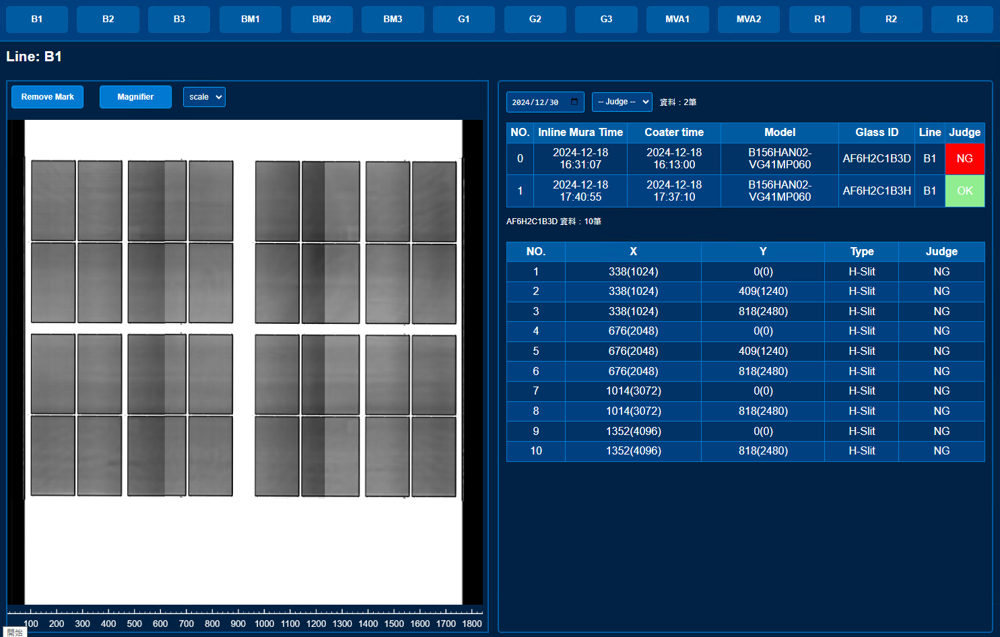 B1 B2 B3 BM1 BM2 BM3 G1 G2 G3 MVA1 MVA2 R1 R2 R3
Line: B1
Remove Mark Magnifier scale
100 200 300 400 500 600 700 800 900 1000 1100 1200 1300 1400 1500 1600 1700 1800
開始
2024/12/30 -- Judge -- 資料：2筆
NO. Inline Mura Time Coater time Model Glass ID Line Judge
0 2024-12-18 16:31:07 2024-12-18 16:13:00 B156HAN02-VG41MP060 AF6H2C1B3D B1 NG
1 2024-12-18 17:40:55 2024-12-18 17:37:10 B156HAN02-VG41MP060 AF6H2C1B3H B1 OK
AF6H2C1B3D 資料：10筆
NO. X Y Type Judge
1 338(1024) 0(0) H-Slit NG
2 338(1024) 409(1240) H-Slit NG
3 338(1024) 818(2480) H-Slit NG
4 676(2048) 0(0) H-Slit NG
5 676(2048) 409(1240) H-Slit NG
6 676(2048) 818(2480) H-Slit NG
7 1014(3072) 0(0) H-Slit NG
8 1014(3072) 818(2480) H-Slit NG
9 1352(4096) 0(0) H-Slit NG
10 1352(4096) 818(2480) H-Slit NG